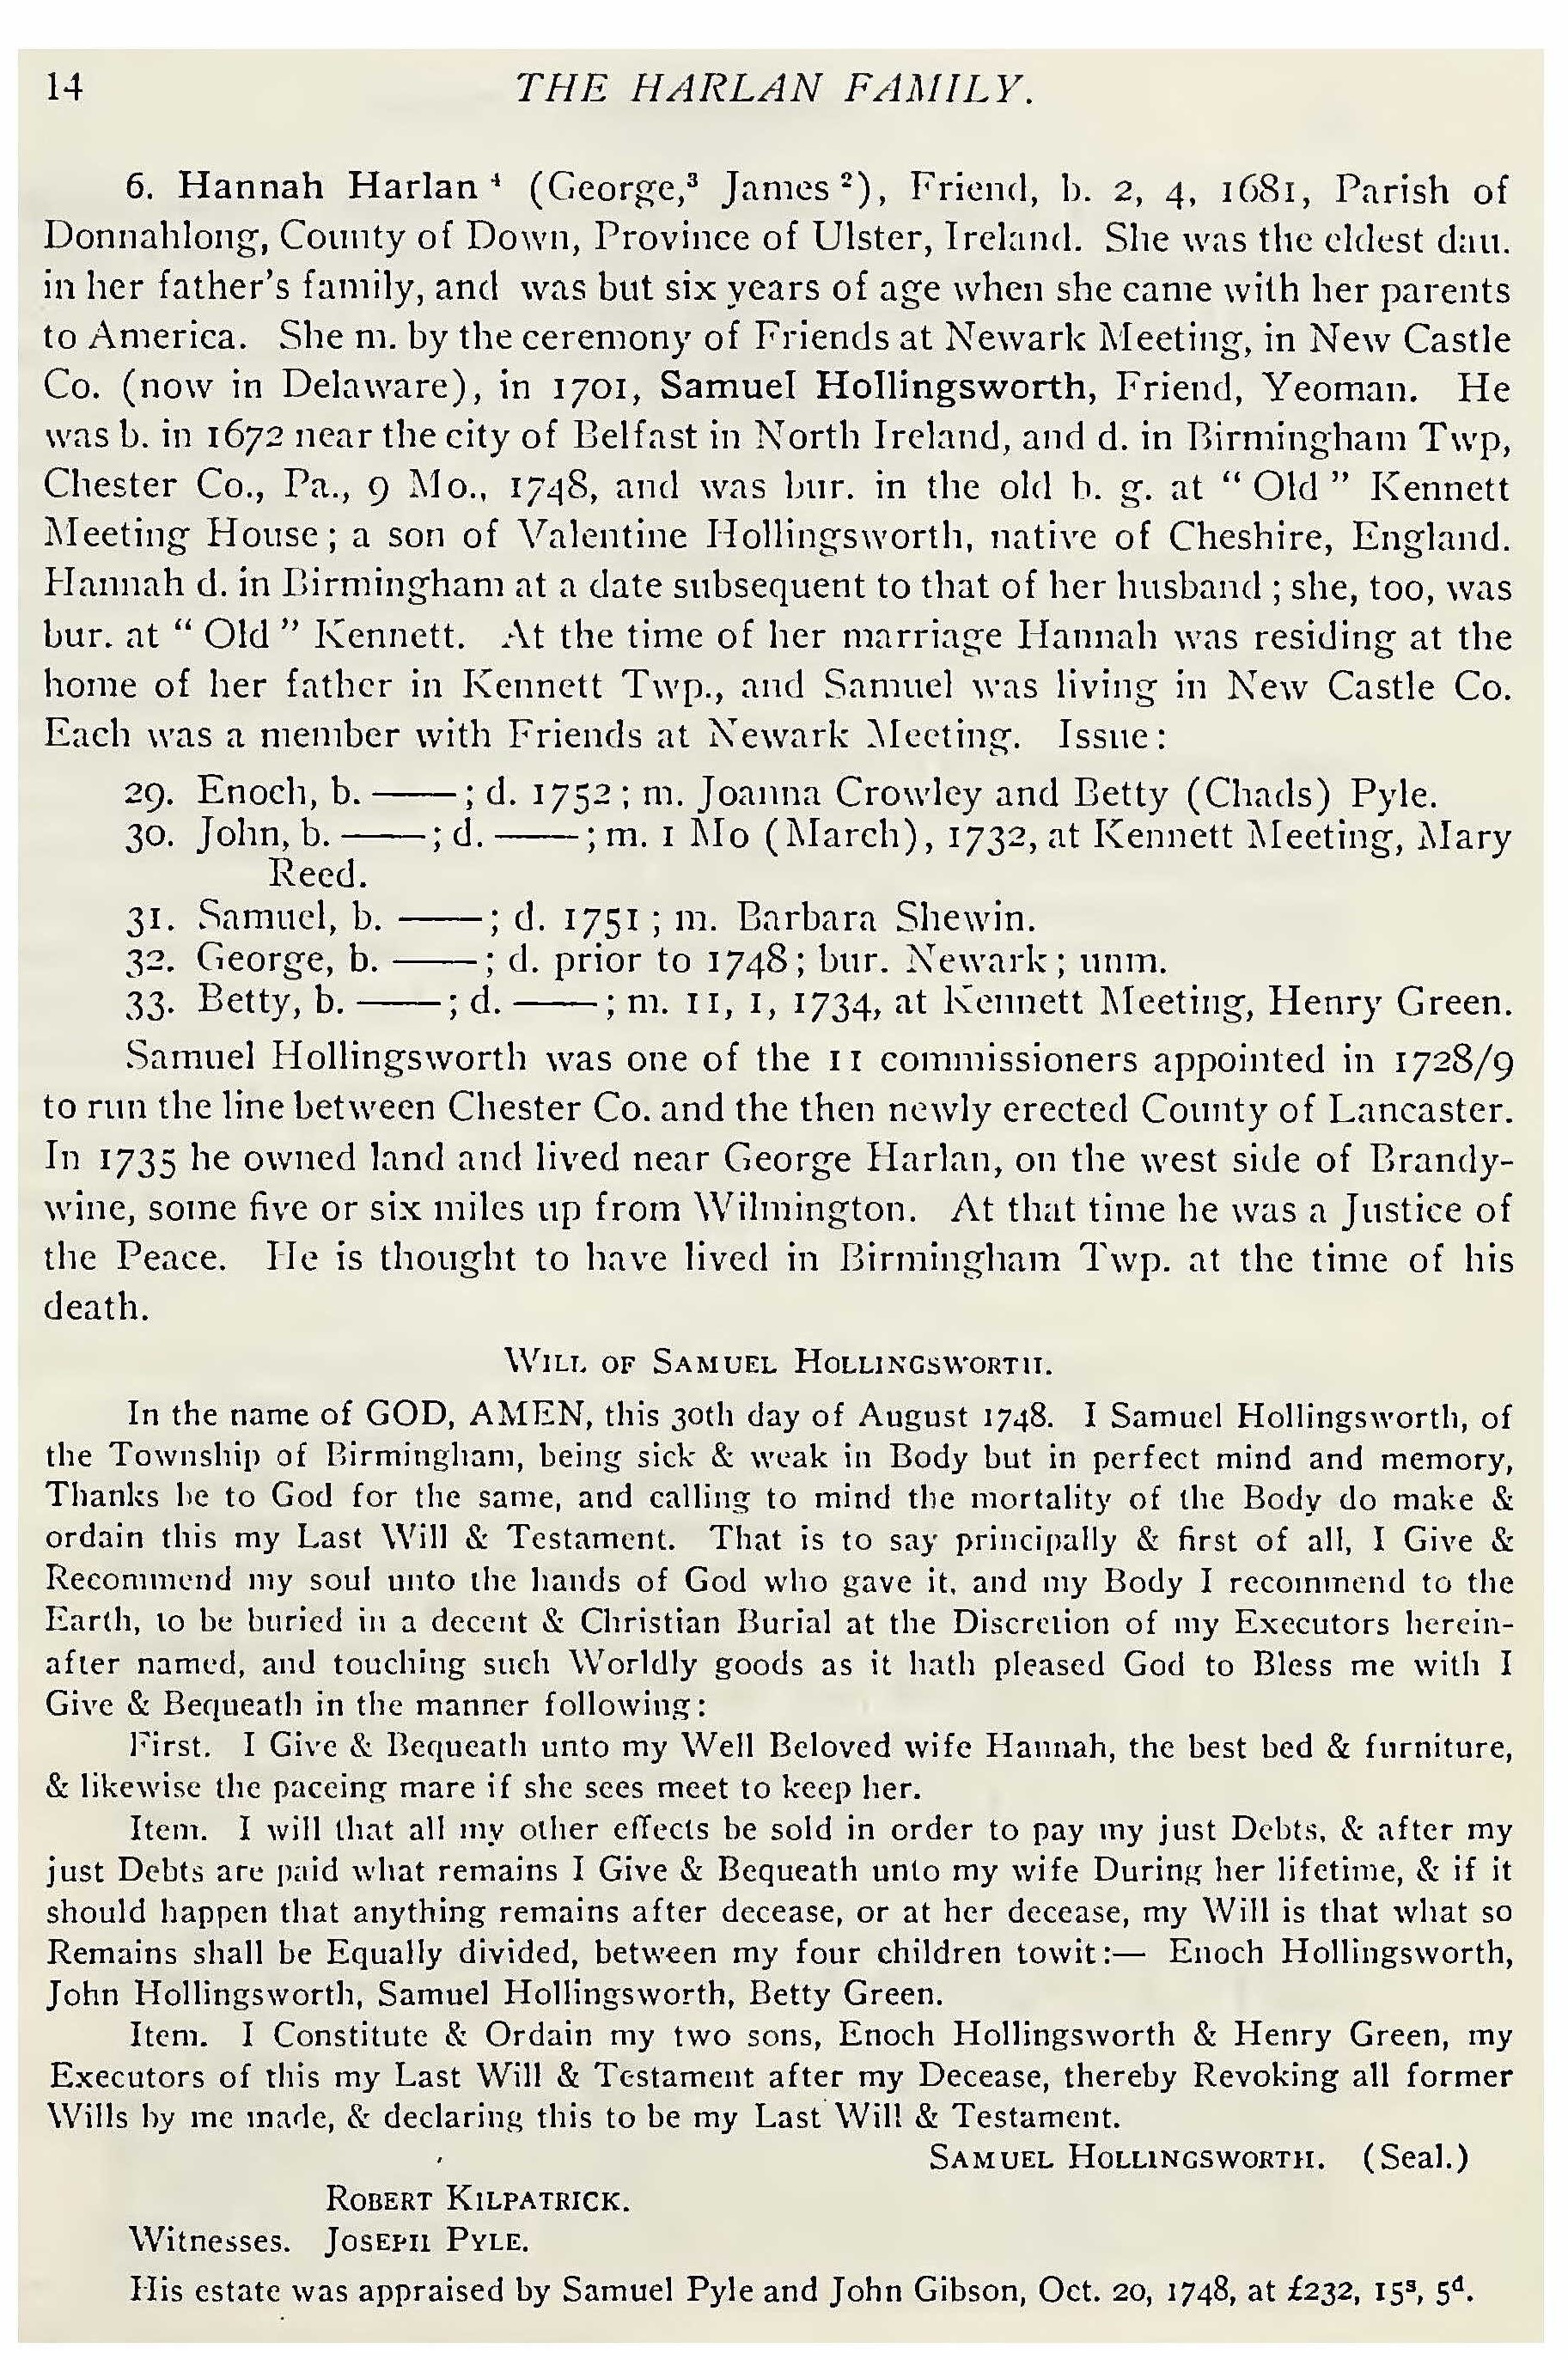 14 THE HARLAN FAMILY.
6. Hannah Harlan⁴ (George,³ James²), Friend, b. 2, 4, 1681, Parish of
Donnahlong, County of Down, Province of Ulster, Ireland. She was the eldest dau.
in her father's family, and was but six years of age when she came with her parents
to America. She m. by the ceremony of Friends at Newark Meeting, in New Castle
Co. (now in Delaware), in 1701, Samuel Hollingsworth, Friend, Yeoman. He
was b. in 1672 near the city of Belfast in North Ireland, and d. in Birmingham Twp,
Chester Co., Pa., 9 Mo., 1748, and was bur. in the old b. g. at " Old " Kennett
Meeting House; a son of Valentine Hollingsworth, native of Cheshire, England.
Hannah d. in Birmingham at a date subsequent to that of her husband; she, too, was
bur. at " Old " Kennett. At the time of her marriage Hannah was residing at the
home of her father in Kennett Twp., and Samuel was living in New Castle Co.
Each was a member with Friends at Newark Meeting. Issue:
29. Enoch, b. ——; d. 1752; m. Joanna Crowley and Betty (Chads) Pyle.
30. John, b. ——; d. ——; m. 1 Mo (March), 1732, at Kennett Meeting, Mary
Reed.
31. Samuel, b. ——; d. 1751; m. Barbara Shewin.
32. George, b. ——; d. prior to 1748; bur. Newark; unm.
33. Betty, b. ——; d. ——; m. 11, 1, 1734, at Kennett Meeting, Henry Green.
Samuel Hollingsworth was one of the 11 commissioners appointed in 1728/9
to run the line between Chester Co. and the then newly erected County of Lancaster.
In 1735 he owned land and lived near George Harlan, on the west side of Brandy-
wine, some five or six miles up from Wilmington. At that time he was a Justice of
the Peace. He is thought to have lived in Birmingham Twp. at the time of his
death.
WILL OF SAMUEL HOLLINGSWORTH.
In the name of GOD, AMEN, this 30th day of August 1748. I Samuel Hollingsworth, of
the Township of Birmingham, being sick & weak in Body but in perfect mind and memory,
Thanks be to God for the same, and calling to mind the mortality of the Body do make &
ordain this my Last Will & Testament. That is to say principally & first of all, I Give &
Recommend my soul unto the hands of God who gave it, and my Body I recommend to the
Earth, to be buried in a decent & Christian Burial at the Discretion of my Executors herein-
after named, and touching such Worldly goods as it hath pleased God to Bless me with I
Give & Bequeath in the manner following:
First. I Give & Bequeath unto my Well Beloved wife Hannah, the best bed & furniture,
& likewise the paceing mare if she sees meet to keep her.
Item. I will that all my other effects be sold in order to pay my just Debts, & after my
just Debts are paid what remains I Give & Bequeath unto my wife During her lifetime, & if it
should happen that anything remains after decease, or at her decease, my Will is that what so
Remains shall be Equally divided, between my four children towit:— Enoch Hollingsworth,
John Hollingsworth, Samuel Hollingsworth, Betty Green.
Item. I Constitute & Ordain my two sons, Enoch Hollingsworth & Henry Green, my
Executors of this my Last Will & Testament after my Decease, thereby Revoking all former
Wills by me made, & declaring this to be my Last Will & Testament.
SAMUEL HOLLINGSWORTH. (Seal.)
ROBERT KILPATRICK.
Witnesses. JOSEPH PYLE.
His estate was appraised by Samuel Pyle and John Gibson, Oct. 20, 1748, at £232, 15ˢ, 5ᵈ.